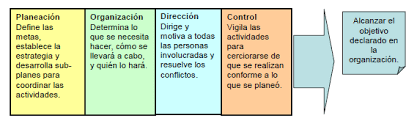 Planeación
Define las
metas,
establece la
estrategia y
desarrolla sub-
planes para
coordinar las
actividades.
Organización
Determina lo
que se necesita
hacer, cómo se
llevará a cabo,
y quién lo hará.
Dirección
Dirige y
motiva a todas
las personas
involucradas y
resuelve los
conflictos.
Control
Vigila las
actividades
para
cerciorarse de
que se realizan
conforme a lo
que se planeó.
Alcanzar el
objetivo
declarado en
la
organización.